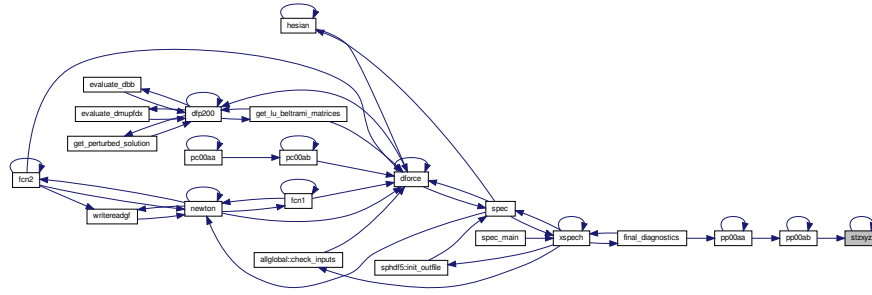 hesian
evaluate_dbb
evaluate_dmupfdx
dfp200
get_lu_beltrami_matrices
get_perturbed_solution
pc00aa
pc00ab
fcn2
dforce
newton
fcn1
writereadgf
spec
spec_main
xspech
final_diagnostics
pp00aa
pp00ab
stzxyz
allglobal::check_inputs
sphdf5::init_outfile